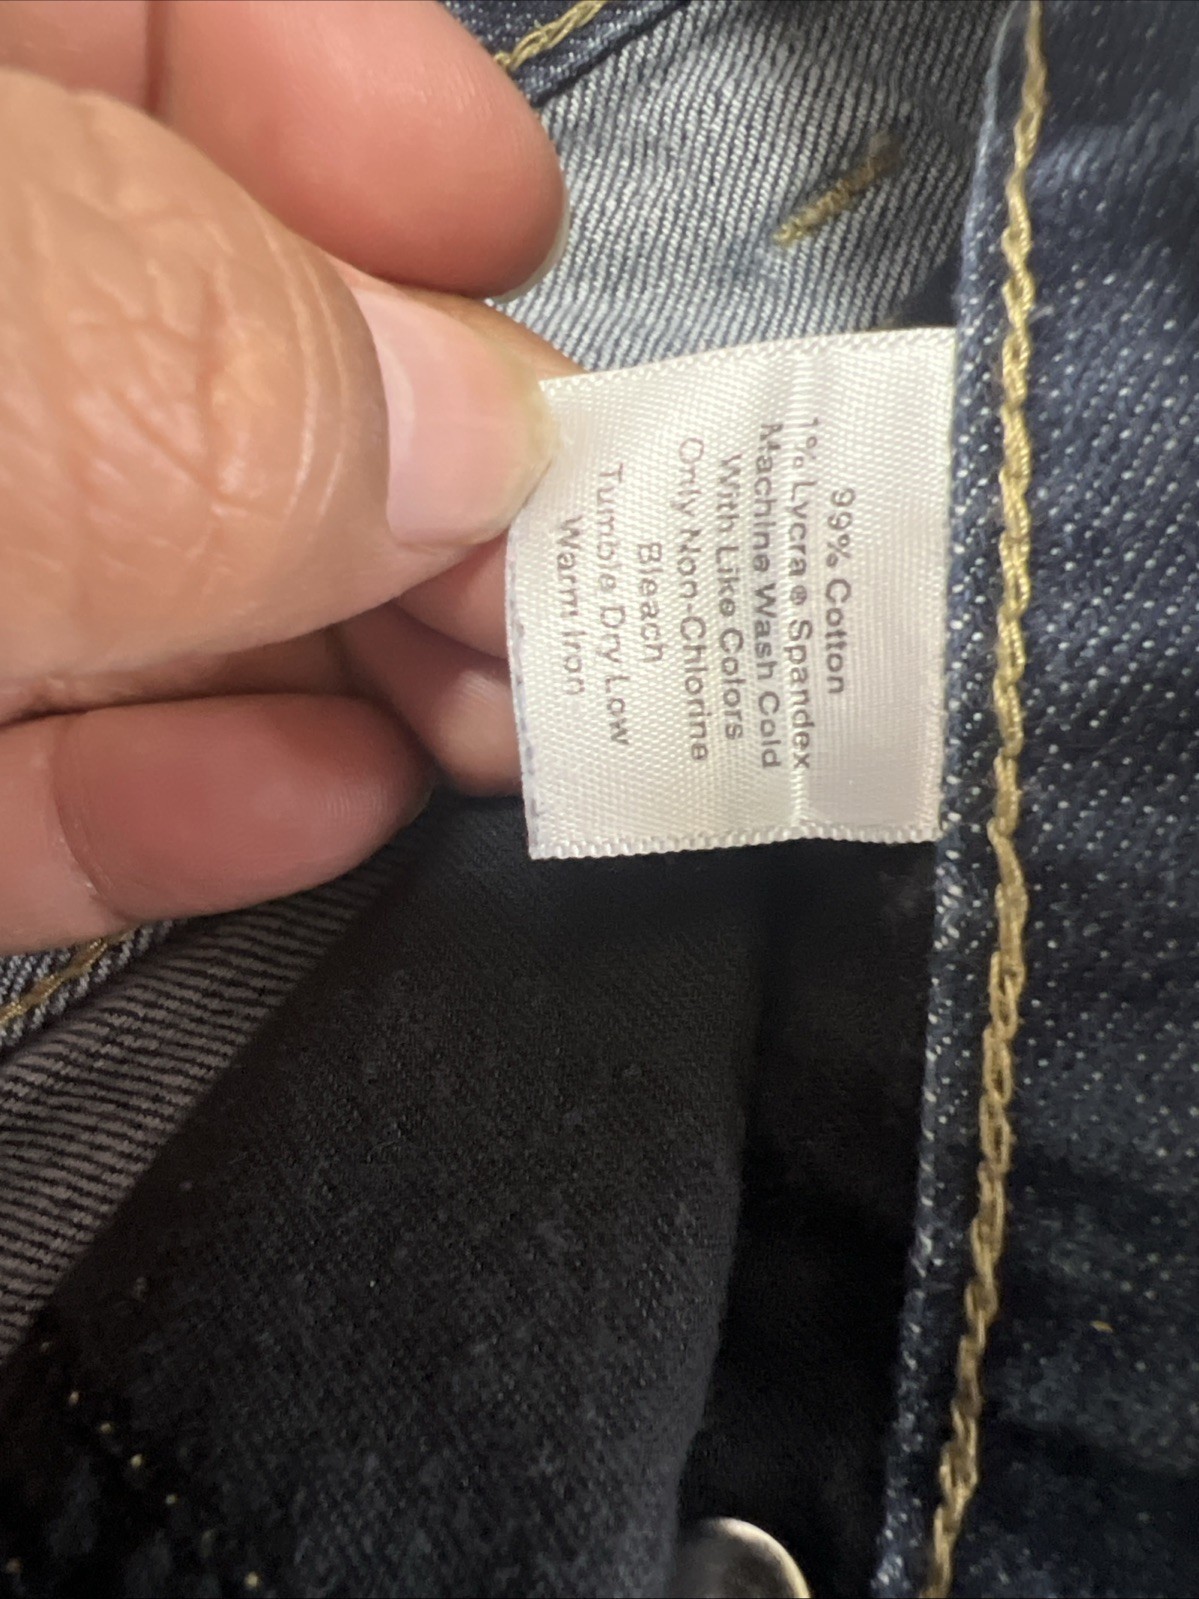 99% Cotton
1% Lycra® Spandex
Machine Wash Cold
With Like Colors
Only Non-Chlorine
Bleach
Tumble Dry Low
Warm Iron